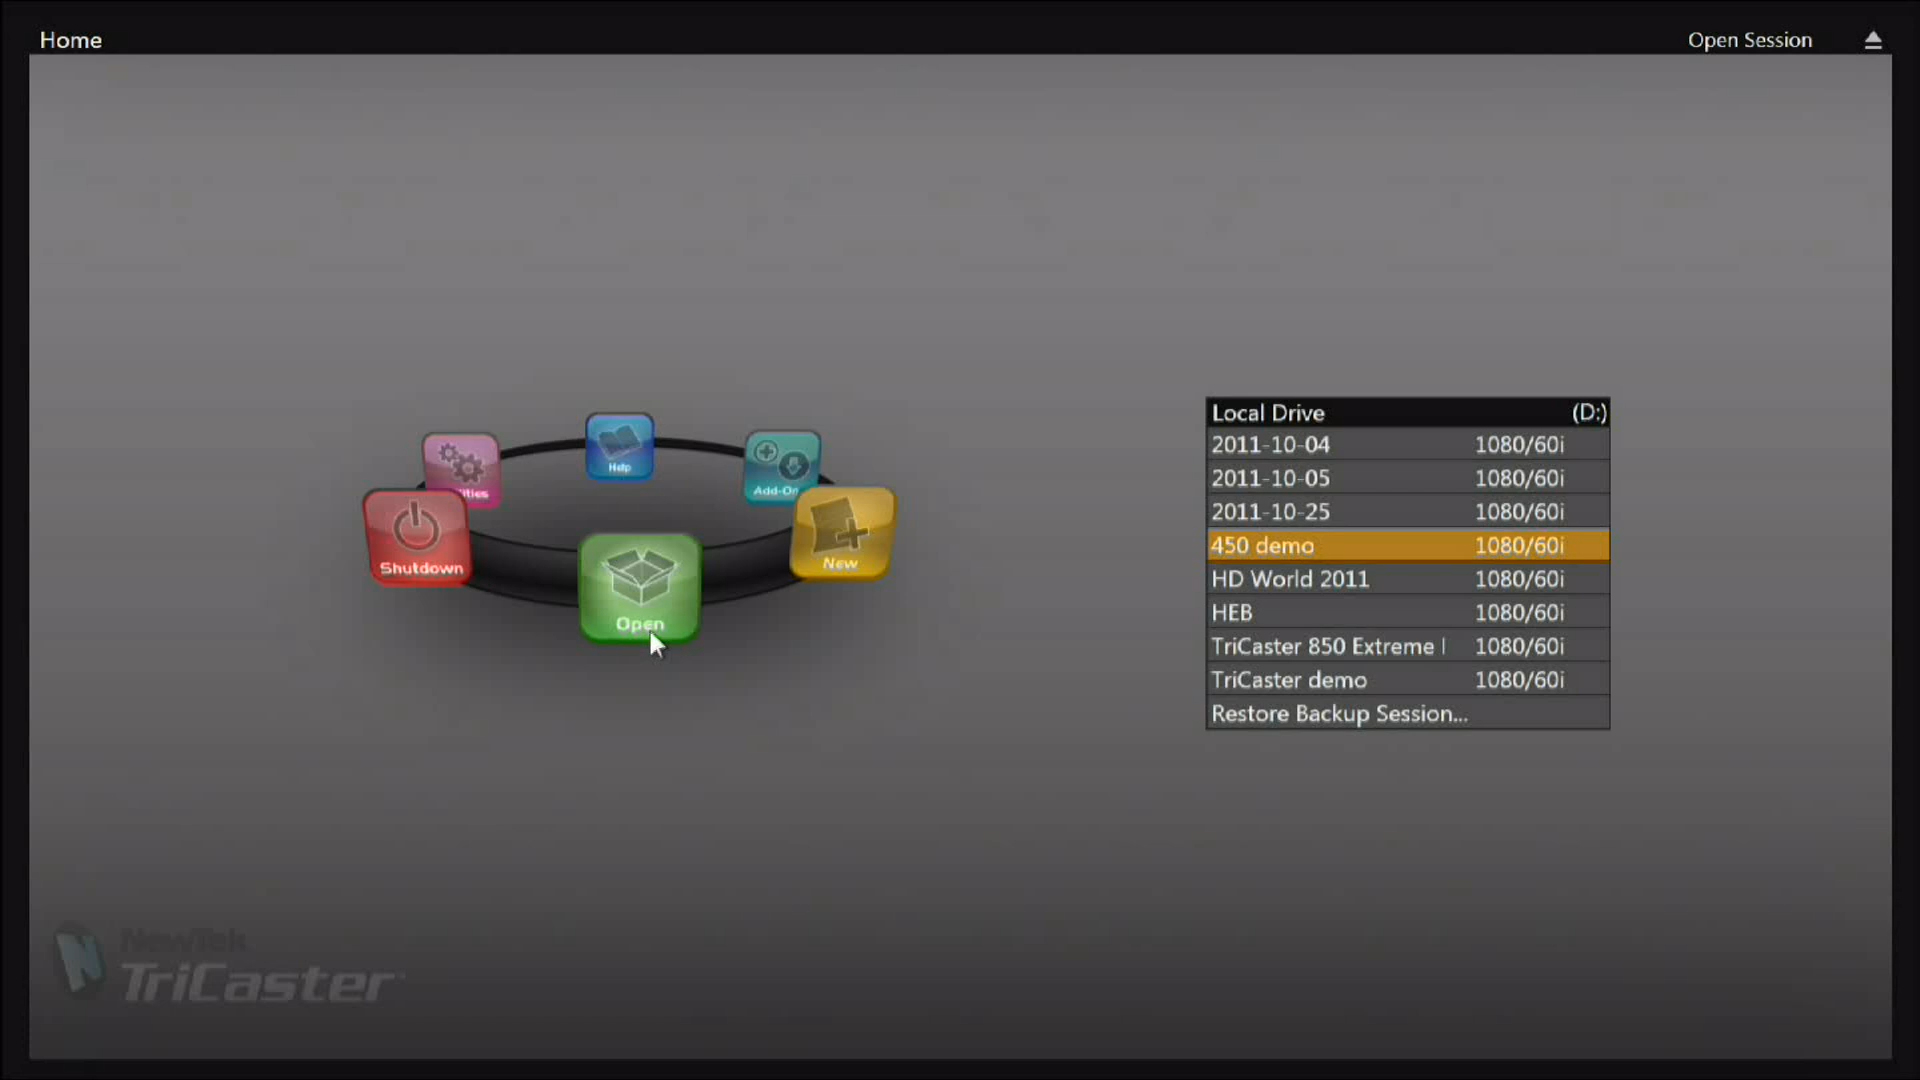 Home
Open Session
Help
Add-On
Shutdown
New
Open
Local Drive (D:)
2011-10-04 1080/60i
2011-10-05 1080/60i
2011-10-25 1080/60i
450 demo 1080/60i
HD World 2011 1080/60i
HEB 1080/60i
TriCaster 850 Extreme 1080/60i
TriCaster demo 1080/60i
Restore Backup Session...
NewTek
TriCaster